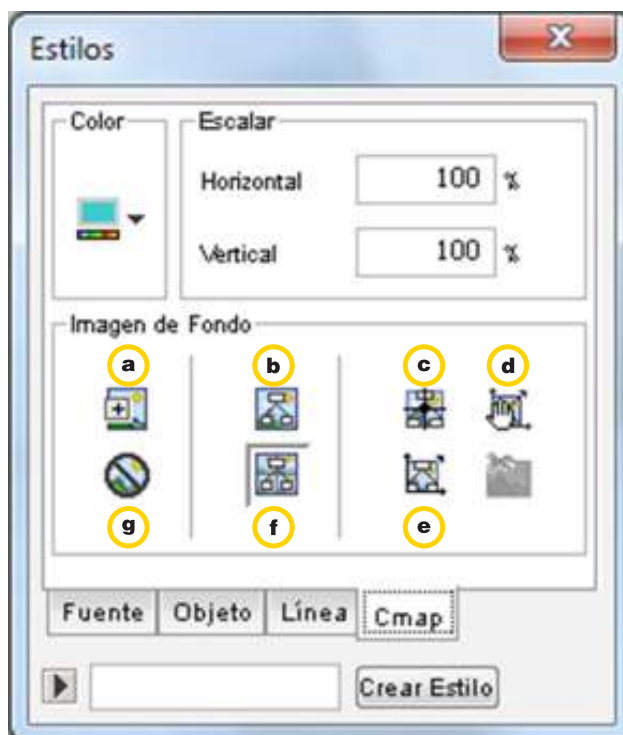 Estilos
Color
Escalar
Horizontal 100 %
Vertical 100 %
Imagen de Fondo
a b c d
g f e
Fuente Objeto Línea Cmap
Crear Estilo